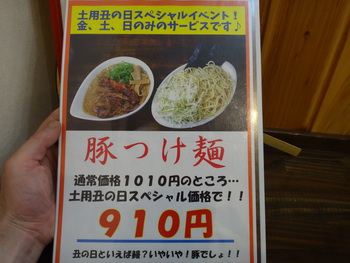 土用丑の日スペシャルイベント!
金、土、日のみのサービスです♪
豚つけ麺
通常価格1010円のところ…
土用丑の日スペシャル価格で!!
910円
丑の日といえば鰻?いやいや!豚でしょ!!